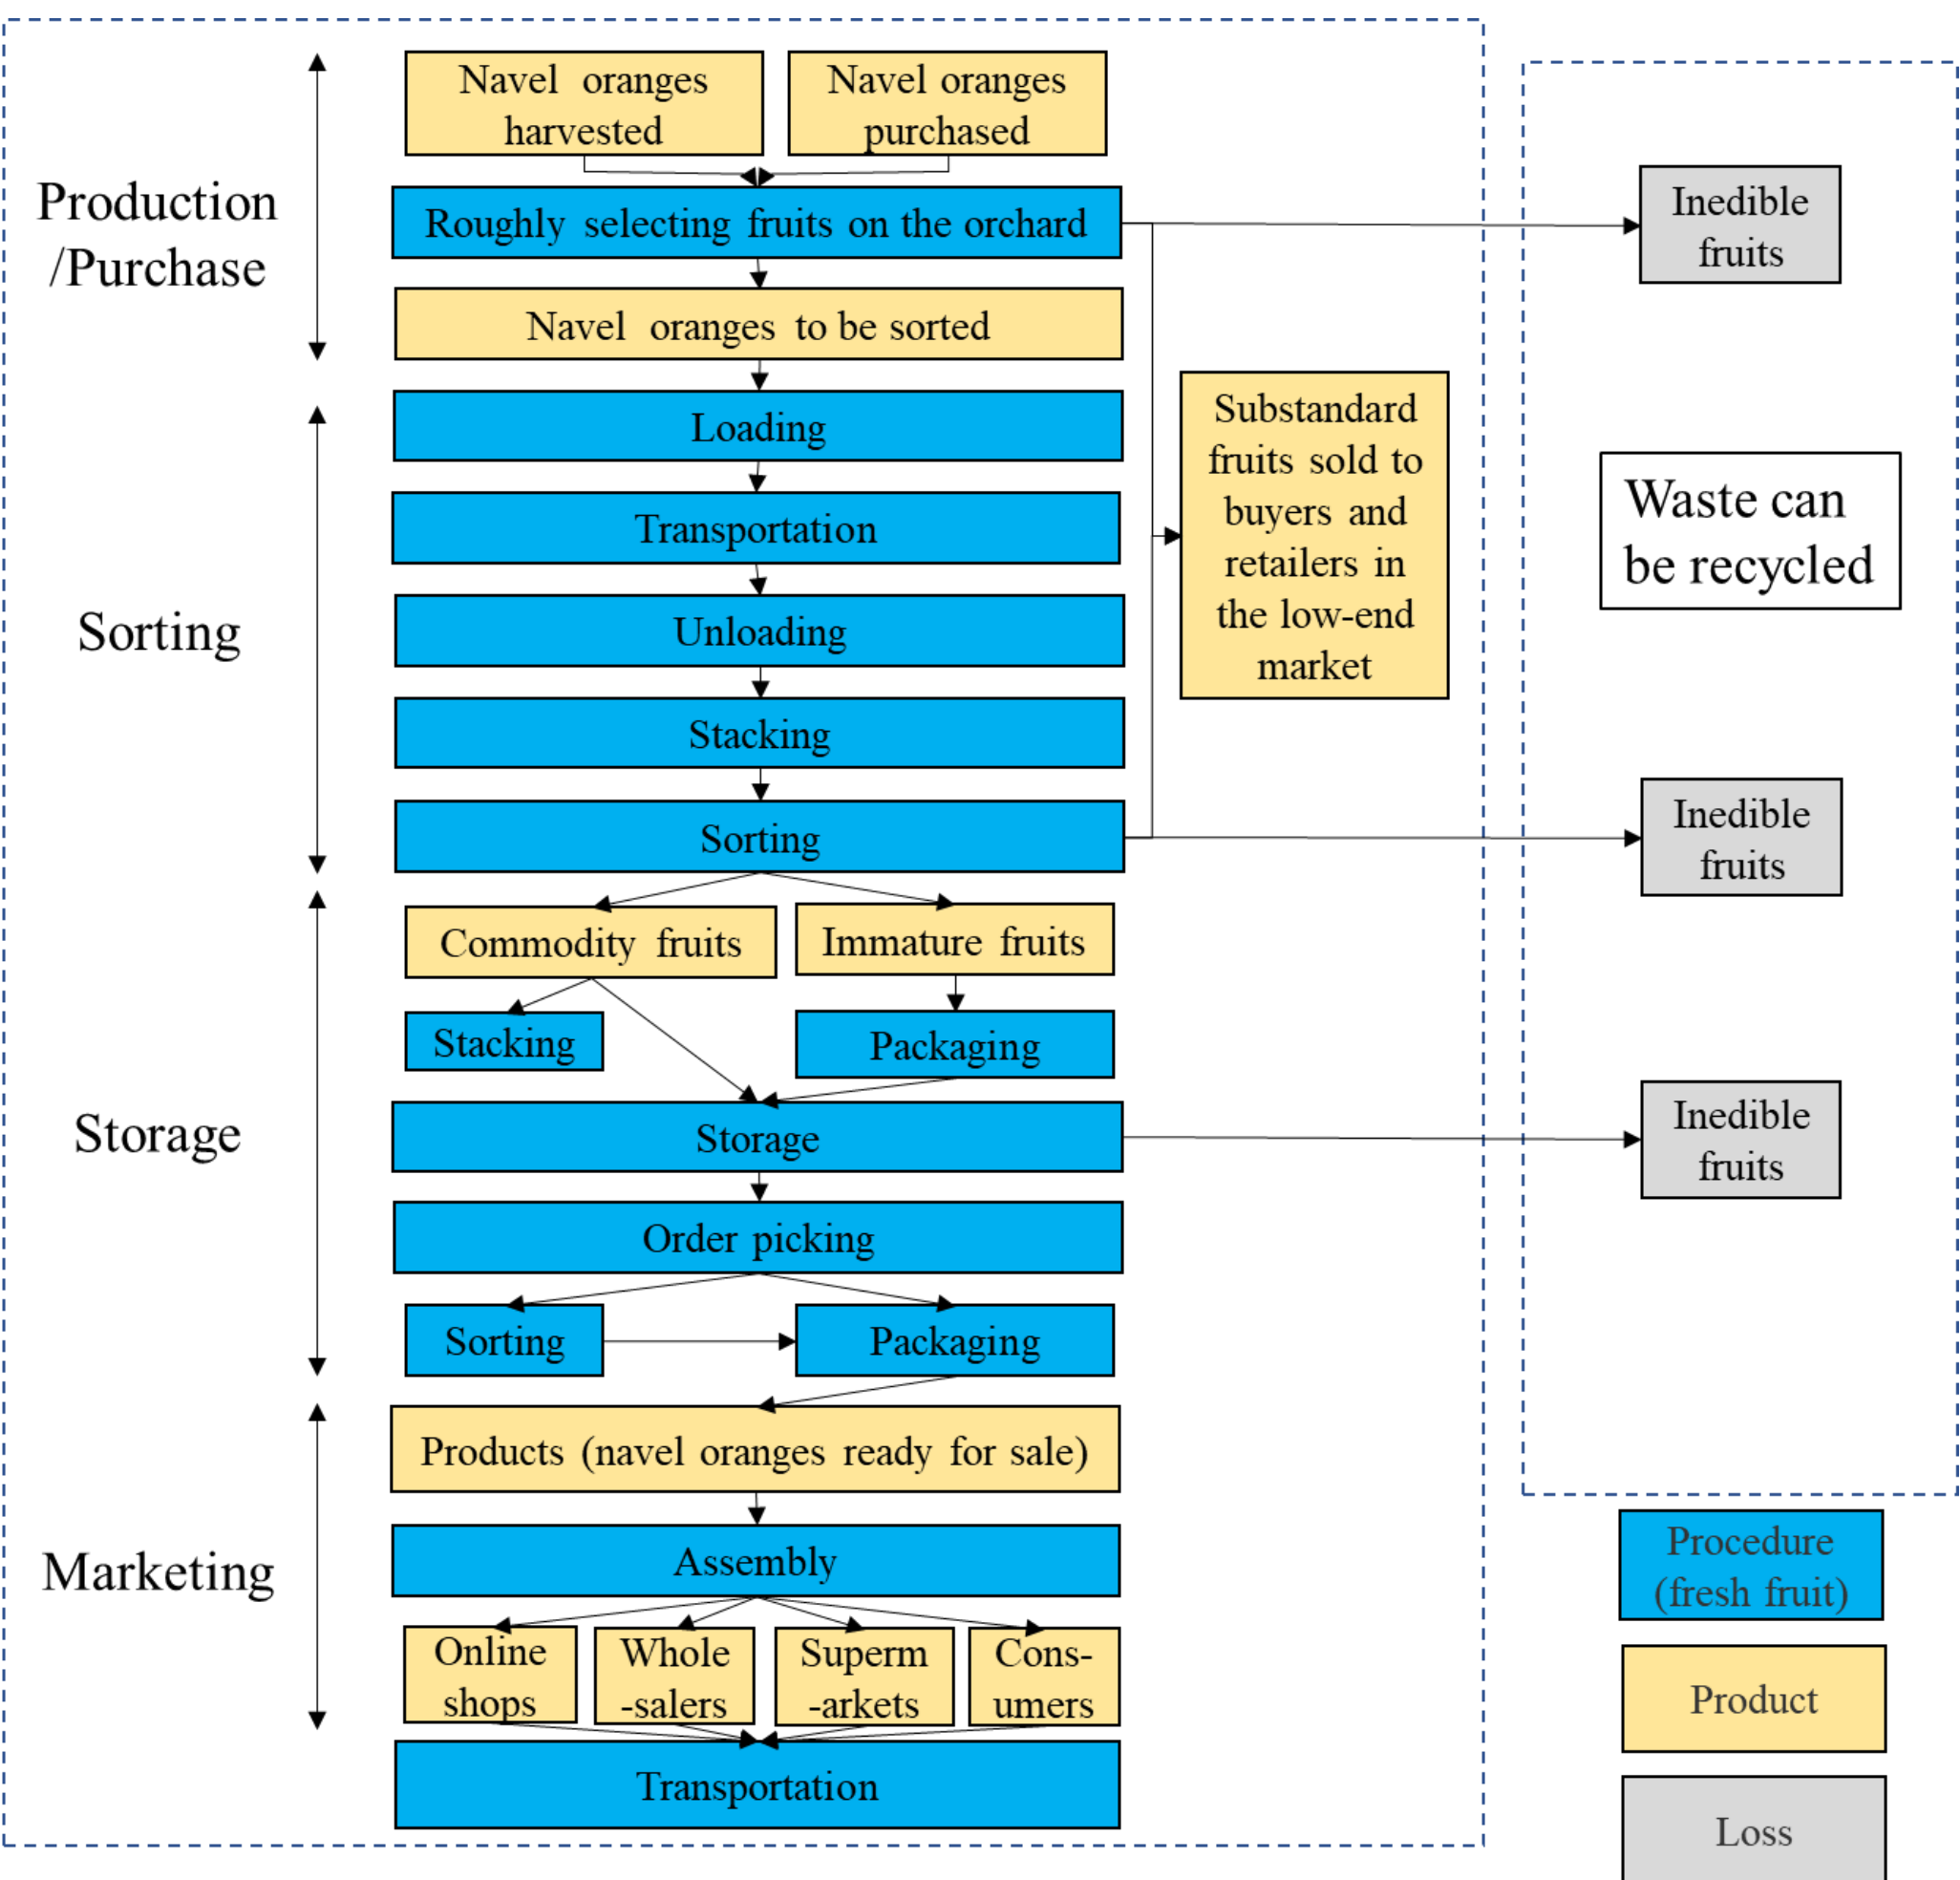 Navel oranges
harvested
Navel oranges
purchased
Production
/Purchase
Roughly selecting fruits on the orchard
Inedible
fruits
Navel oranges to be sorted
Loading
Substandard
fruits sold to
buyers and
retailers in
the low-end
market
Waste can
be recycled
Transportation
Sorting
Unloading
Stacking
Sorting
Inedible
fruits
Commodity fruits
Immature fruits
Stacking
Packaging
Storage
Storage
Inedible
fruits
Order picking
Sorting
Packaging
Products (navel oranges ready for sale)
Marketing
Assembly
Online
shops
Whole
-salers
Superm
-arkets
Cons-
umers
Transportation
Procedure
(fresh fruit)
Product
Loss